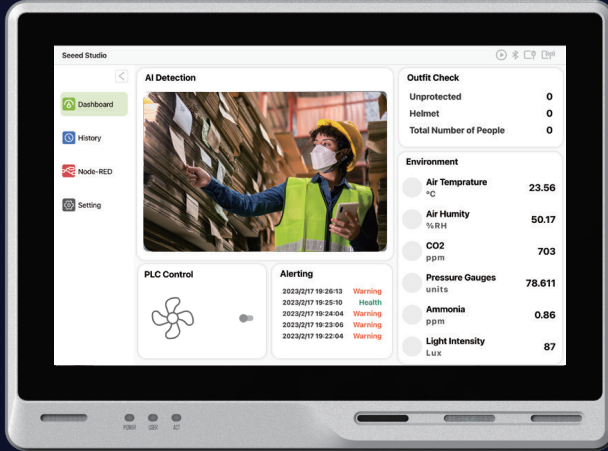 Seeed Studio
Dashboard
History
Node-RED
Setting
AI Detection
PLC Control
Alerting
2023/2/17 19:26:13 Warning
2023/2/17 19:25:10 Health
2023/2/17 19:24:04 Warning
2023/2/17 19:23:06 Warning
2023/2/17 19:22:04 Warning
Outfit Check
Unprotected 0
Helmet 0
Total Number of People 0
Environment
Air Temprature 23.56
°C
Air Humity 50.17
%RH
CO2 703
ppm
Pressure Gauges 78.611
units
Ammonia 0.86
ppm
Light Intensity 87
Lux
POWER USER ACT